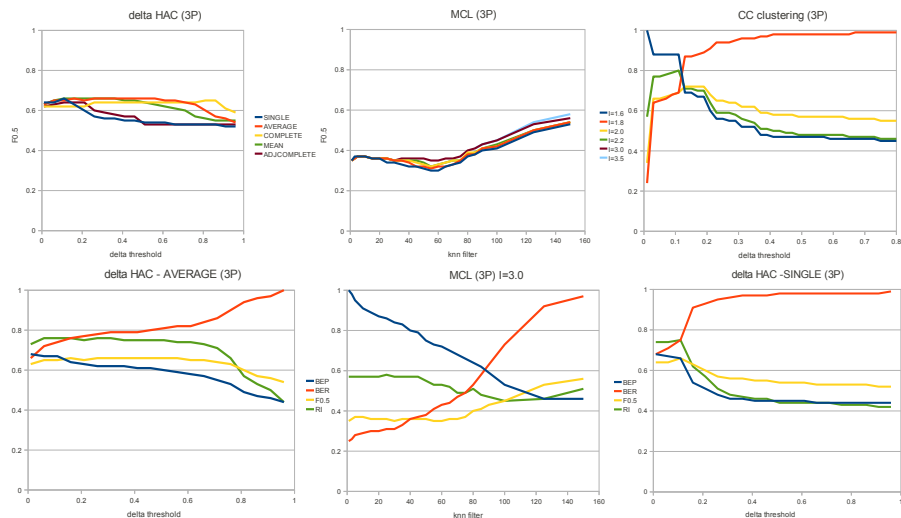 delta HAC (3P)
F0.5
1
0.8
0.6
0.4
0.2
0
0 0.2 0.4 0.6 0.8 1
delta threshold
SINGLE
AVERAGE
COMPLETE
MEAN
ADJCOMPLETE
MCL (3P)
F0.5
1
0.8
0.6
0.4
0.2
0
0 20 40 60 80 100 120 140 160
knn filter
I=1.6
I=1.8
I=2.0
I=2.2
I=3.0
I=3.5
CC clustering (3P)
1
0.8
0.6
0.4
0.2
0
0 0.1 0.2 0.3 0.4 0.5 0.6 0.7 0.8
delta threshold
delta HAC - AVERAGE (3P)
1
0.8
0.6
0.4
0.2
0
0 0.2 0.4 0.6 0.8 1
delta threshold
BEP
BER
F0.5
RI
MCL (3P) I=3.0
1
0.8
0.6
0.4
0.2
0
0 20 40 60 80 100 120 140 160
knn filter
BEP
BER
F0.5
RI
delta HAC -SINGLE (3P)
1
0.8
0.6
0.4
0.2
0
0 0.2 0.4 0.6 0.8 1
delta threshold